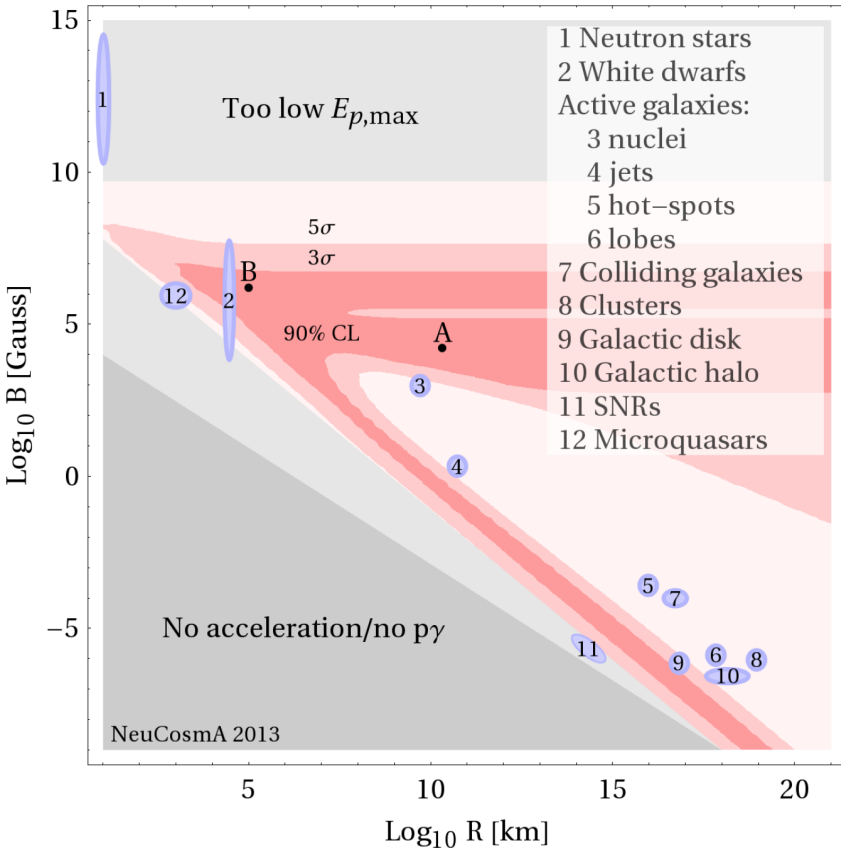 15
10
5
0
−5
Log10 B [Gauss]
5
10
15
20
Log10 R [km]
Too low Ep,max
No acceleration/no pγ
NeuCosmA 2013
5σ
3σ
90% CL
A
B
1
2
3
4
5
6
7
8
9
10
11
12
1 Neutron stars
2 White dwarfs
Active galaxies:
3 nuclei
4 jets
5 hot−spots
6 lobes
7 Colliding galaxies
8 Clusters
9 Galactic disk
10 Galactic halo
11 SNRs
12 Microquasars